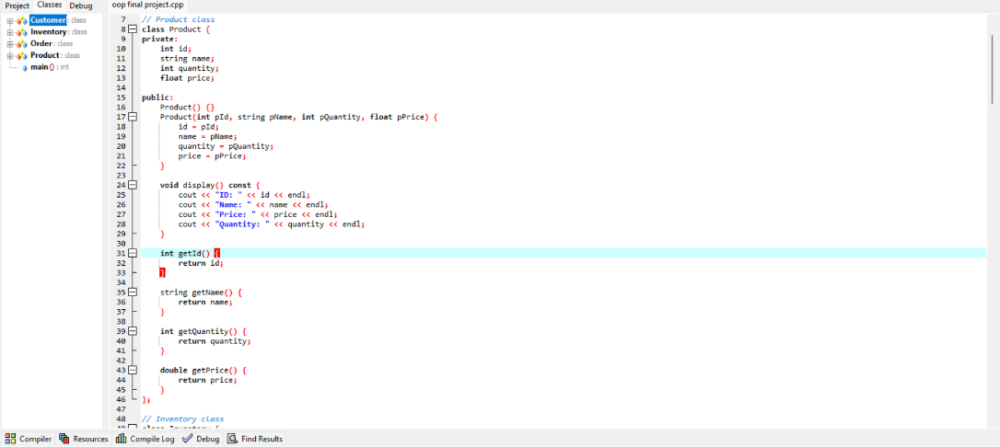 Project Classes Debug
oop final project.cpp
Customer : class
Inventory : class
Order : class
Product : class
main () : int
7 // Product class
8 class Product {
9 private:
10 int id;
11 string name;
12 int quantity;
13 float price;
14
15 public:
16 Product() {}
17 Product(int pId, string pName, int pQuantity, float pPrice) {
18 id = pId;
19 name = pName;
20 quantity = pQuantity;
21 price = pPrice;
22 }
23
24 void display() const {
25 cout << "ID: " << id << endl;
26 cout << "Name: " << name << endl;
27 cout << "Price: " << price << endl;
28 cout << "Quantity: " << quantity << endl;
29 }
30
31 int getId() {
32 return id;
33 }
34
35 string getName() {
36 return name;
37 }
38
39 int getQuantity() {
40 return quantity;
41 }
42
43 double getPrice() {
44 return price;
45 }
46 };
47
48 // Inventory class
49 class Inventory {
Compiler Resources Compile Log Debug Find Results